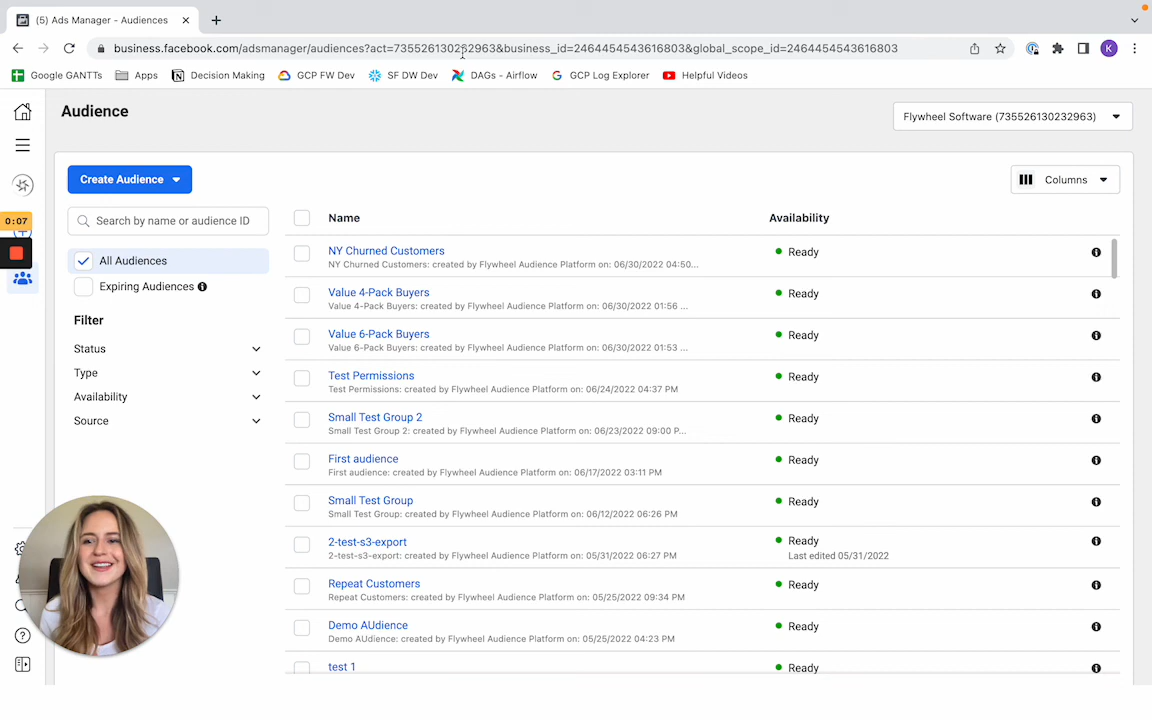 (5) Ads Manager - Audiences
business.facebook.com/adsmanager/audiences?act=735526130232963&business_id=2464454543616803&global_scope_id=2464454543616803
K
Google GANTTs Apps Decision Making GCP FW Dev SF DW Dev DAGs - Airflow GCP Log Explorer Helpful Videos
Audience
Flywheel Software (735526130232963)
Create Audience
Columns
Search by name or audience ID
All Audiences
Expiring Audiences
Filter
Status
Type
Availability
Source
0:07
Name Availability
NY Churned Customers Ready
NY Churned Customers: created by Flywheel Audience Platform on: 06/30/2022 04:50...
Value 4-Pack Buyers Ready
Value 4-Pack Buyers: created by Flywheel Audience Platform on: 06/30/2022 01:56 ...
Value 6-Pack Buyers Ready
Value 6-Pack Buyers: created by Flywheel Audience Platform on: 06/30/2022 01:53 ...
Test Permissions Ready
Test Permissions: created by Flywheel Audience Platform on: 06/24/2022 04:37 PM
Small Test Group 2 Ready
Small Test Group 2: created by Flywheel Audience Platform on: 06/23/2022 09:00 P...
First audience Ready
First audience: created by Flywheel Audience Platform on: 06/17/2022 03:11 PM
Small Test Group Ready
Small Test Group: created by Flywheel Audience Platform on: 06/12/2022 06:26 PM
2-test-s3-export Ready
2-test-s3-export: created by Flywheel Audience Platform on: 05/31/2022 06:27 PM Last edited 05/31/2022
Repeat Customers Ready
Repeat Customers: created by Flywheel Audience Platform on: 05/25/2022 09:34 PM
Demo AUdience Ready
Demo AUdience: created by Flywheel Audience Platform on: 05/25/2022 04:23 PM
test 1 Ready